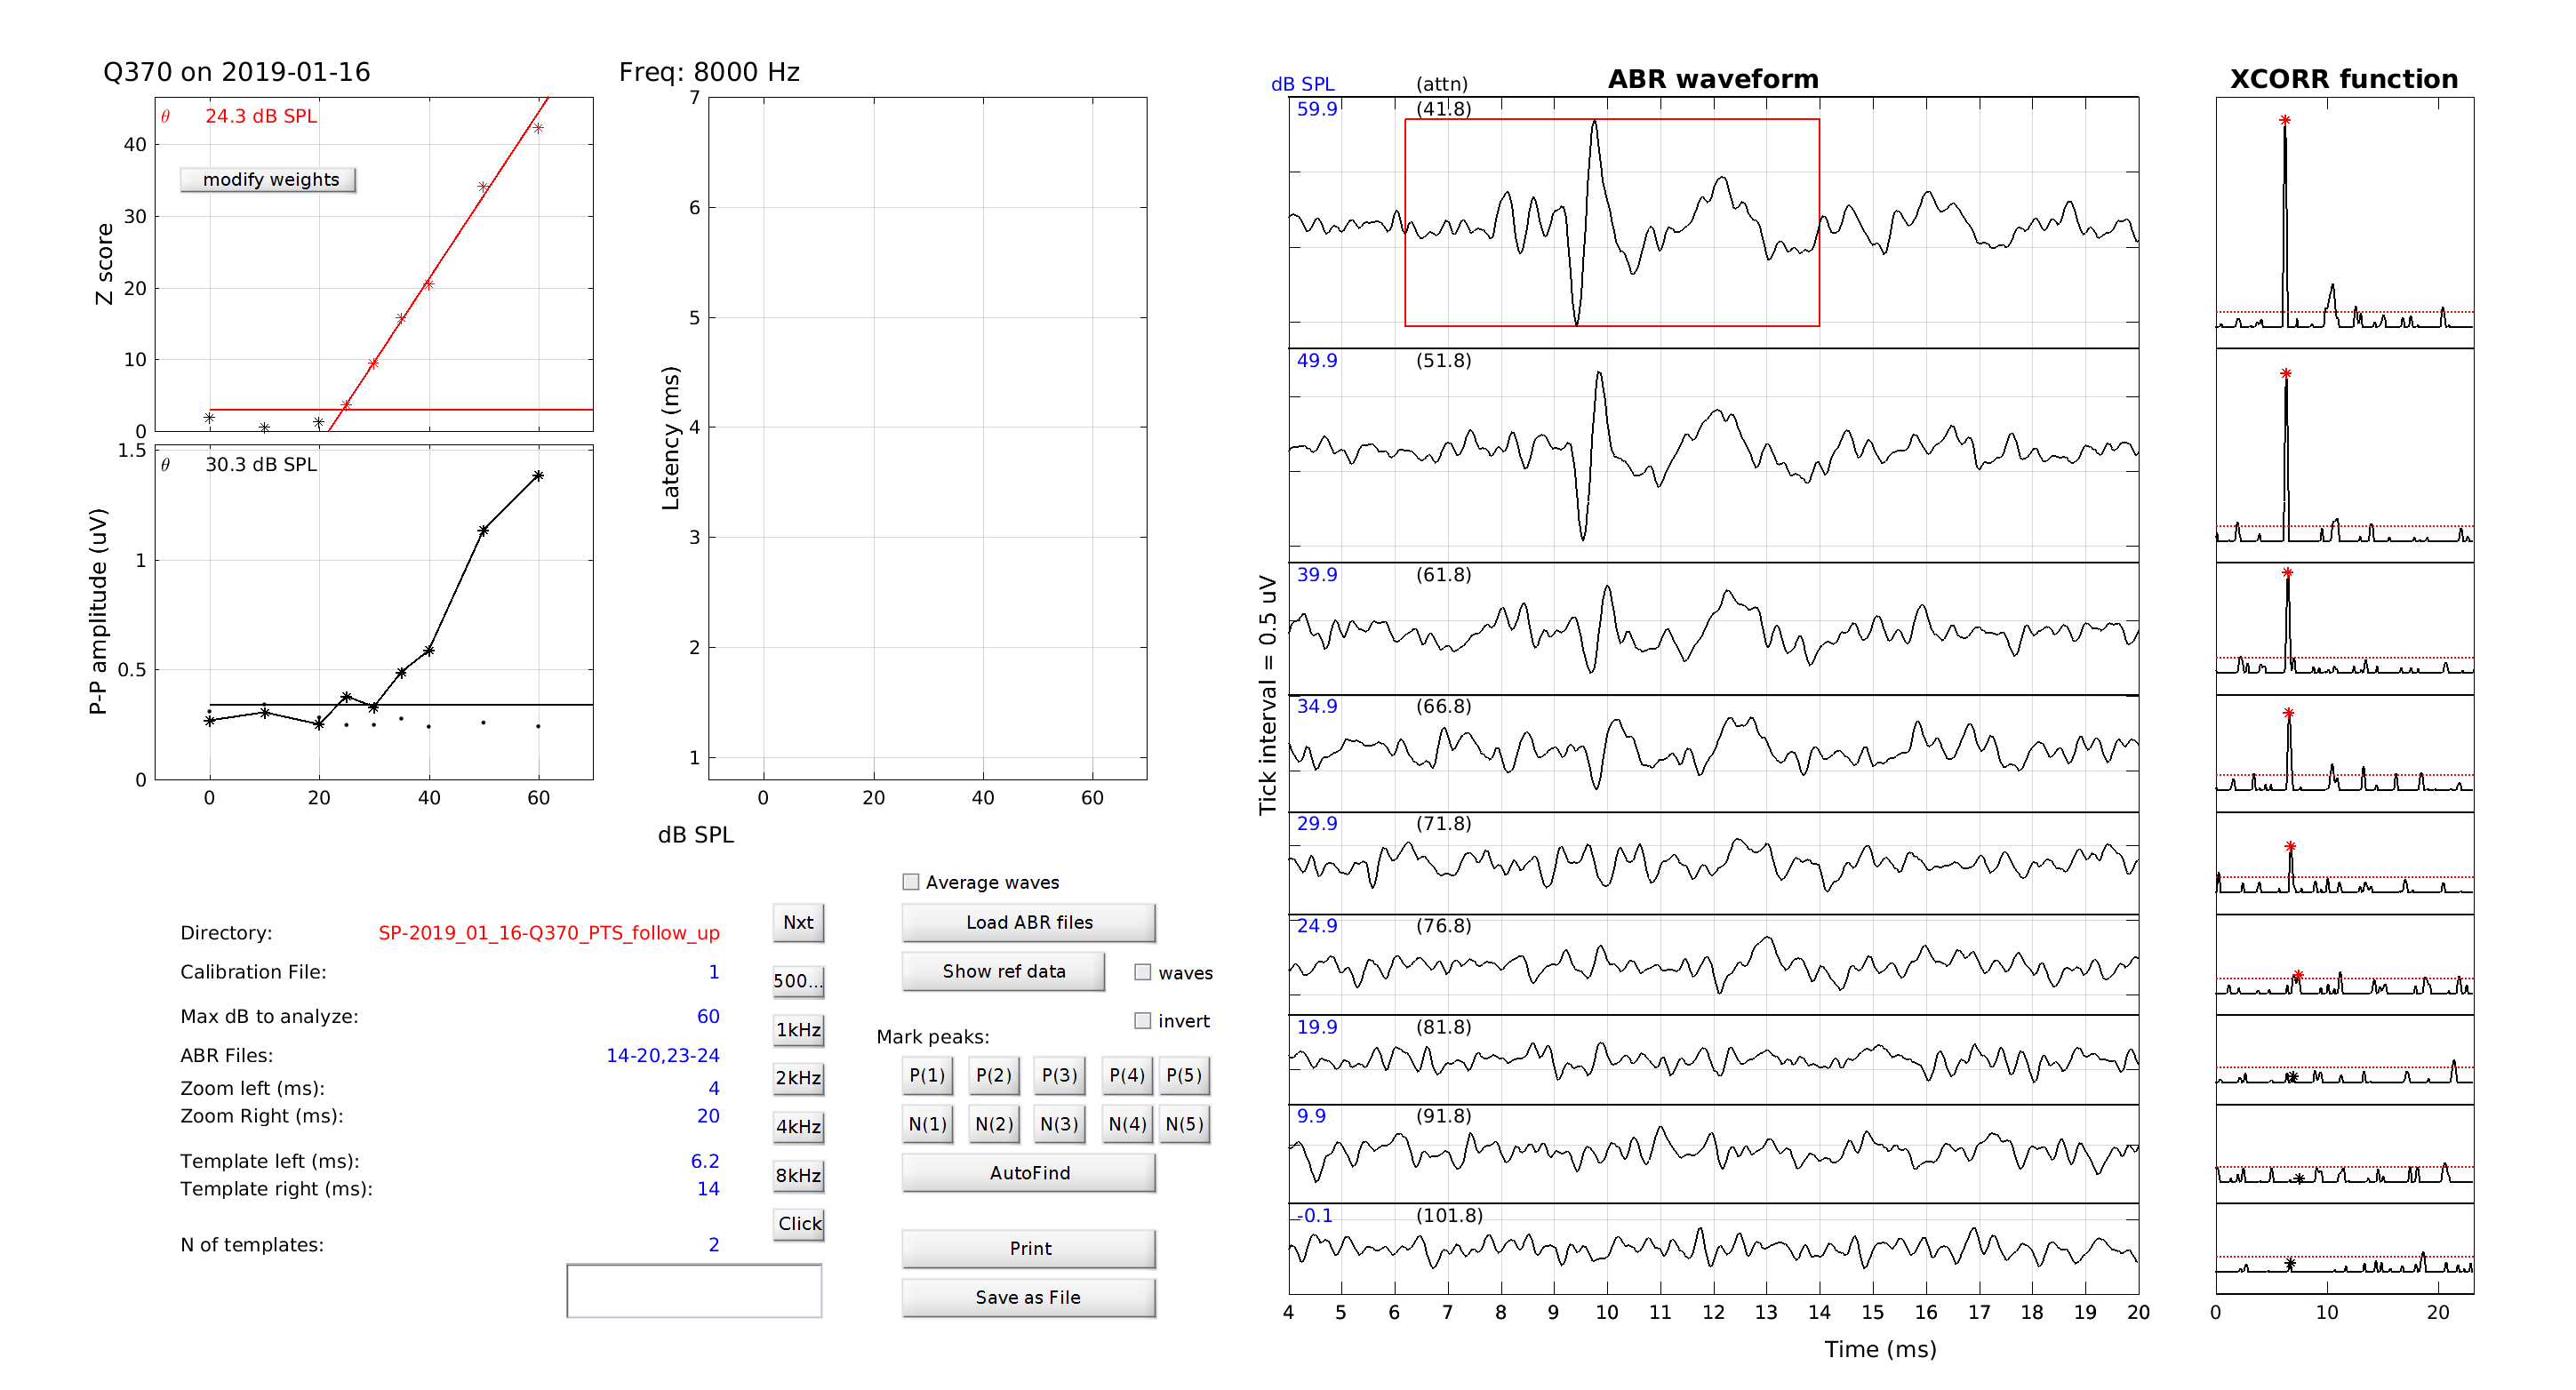 Q370 on 2019-01-16
Freq: 8000 Hz
θ 24.3 dB SPL
modify weights
Z score
40
30
20
10
0
θ 30.3 dB SPL
P-P amplitude (uV)
1.5
1
0.5
0
0 20 40 60
Latency (ms)
7
6
5
4
3
2
1
0 20 40 60
dB SPL
Directory: SP-2019_01_16-Q370_PTS_follow_up
Calibration File: 1
Max dB to analyze: 60
ABR Files: 14-20,23-24
Zoom left (ms): 4
Zoom Right (ms): 20
Template left (ms): 6.2
Template right (ms): 14
N of templates: 2
Nxt
500...
1kHz
2kHz
4kHz
8kHz
Click
Average waves
Load ABR files
Show ref data
waves
invert
Mark peaks:
P(1) P(2) P(3) P(4) P(5)
N(1) N(2) N(3) N(4) N(5)
AutoFind
Print
Save as File
dB SPL (attn) ABR waveform
59.9 (41.8)
49.9 (51.8)
39.9 (61.8)
34.9 (66.8)
29.9 (71.8)
24.9 (76.8)
19.9 (81.8)
9.9 (91.8)
-0.1 (101.8)
Tick interval = 0.5 uV
4 5 6 7 8 9 10 11 12 13 14 15 16 17 18 19 20
Time (ms)
XCORR function
0 10 20